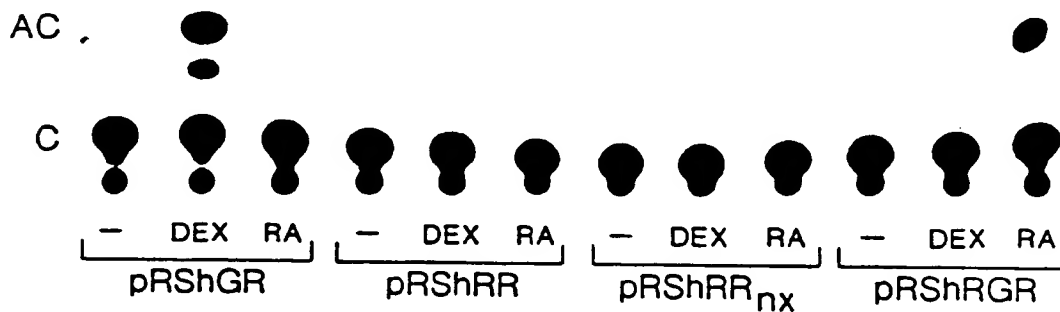 AC
C
– DEX RA – DEX RA – DEX RA – DEX RA
pRShGR pRShRR pRShRRnx pRShRGR